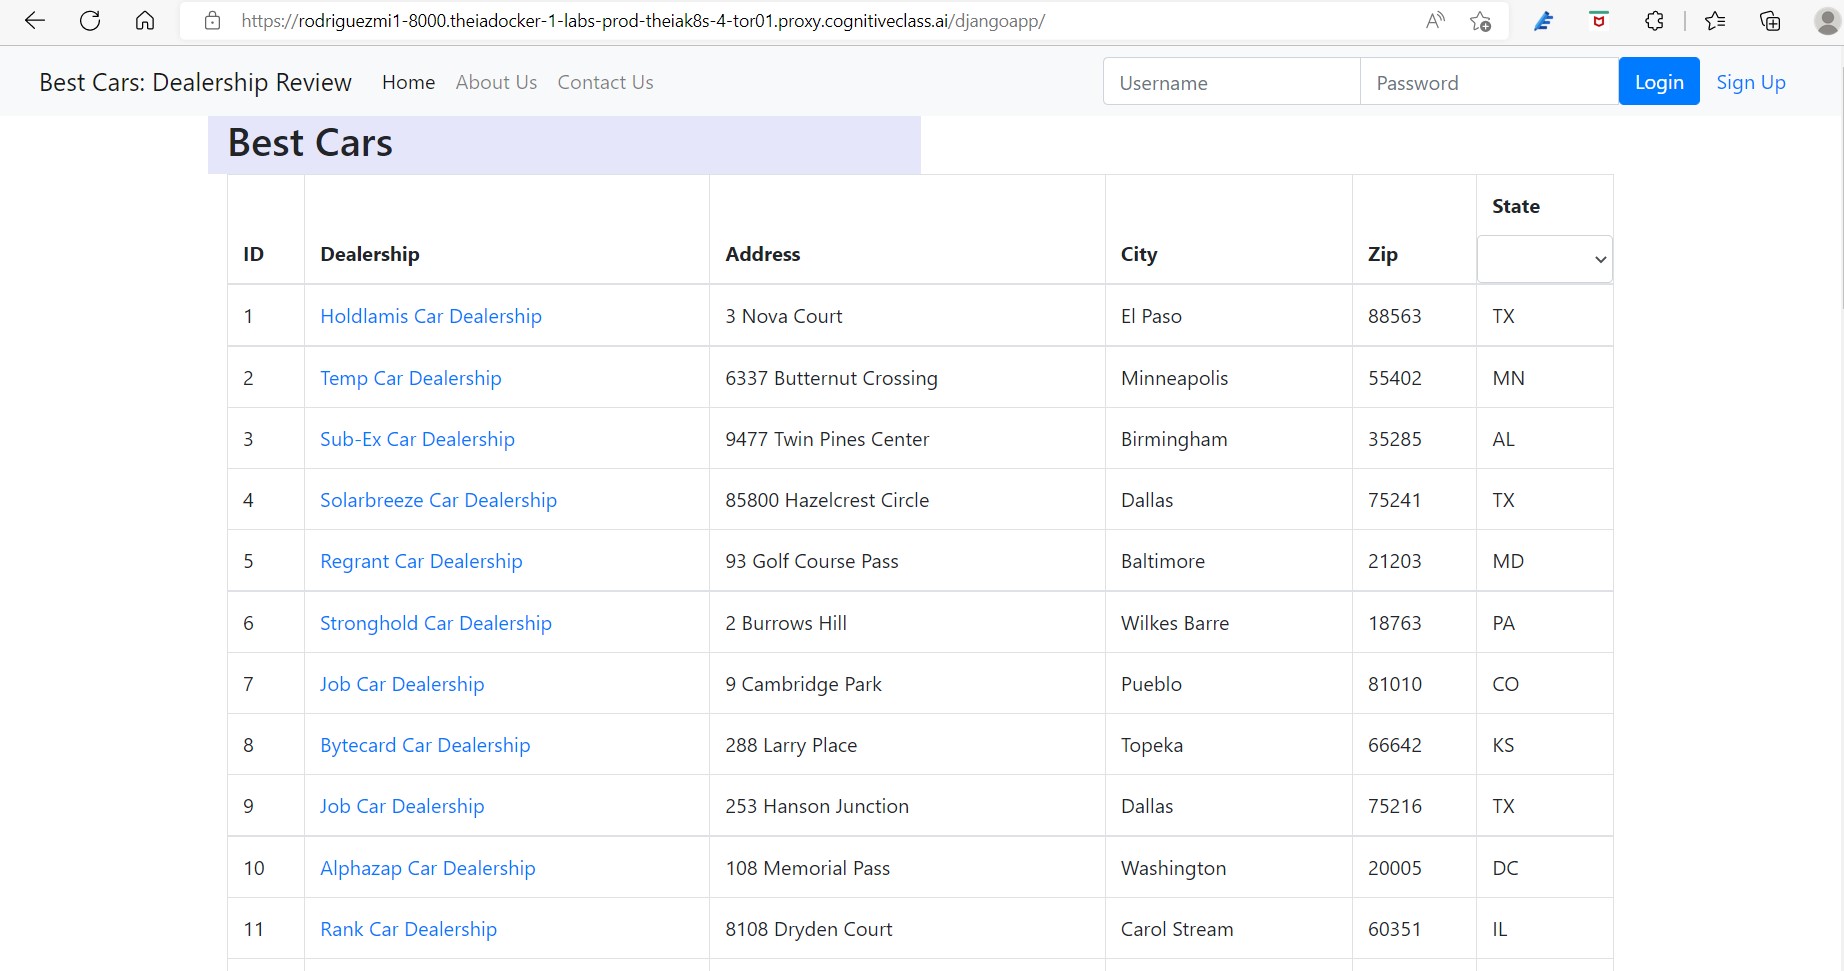 https://rodriguezmi1-8000.theiadocker-1-labs-prod-theiak8s-4-tor01.proxy.cognitiveclass.ai/djangoapp/
Best Cars: Dealership Review Home About Us Contact Us Username Password Login Sign Up
Best Cars
State
ID Dealership Address City Zip
1 Holdlamis Car Dealership 3 Nova Court El Paso 88563 TX
2 Temp Car Dealership 6337 Butternut Crossing Minneapolis 55402 MN
3 Sub-Ex Car Dealership 9477 Twin Pines Center Birmingham 35285 AL
4 Solarbreeze Car Dealership 85800 Hazelcrest Circle Dallas 75241 TX
5 Regrant Car Dealership 93 Golf Course Pass Baltimore 21203 MD
6 Stronghold Car Dealership 2 Burrows Hill Wilkes Barre 18763 PA
7 Job Car Dealership 9 Cambridge Park Pueblo 81010 CO
8 Bytecard Car Dealership 288 Larry Place Topeka 66642 KS
9 Job Car Dealership 253 Hanson Junction Dallas 75216 TX
10 Alphazap Car Dealership 108 Memorial Pass Washington 20005 DC
11 Rank Car Dealership 8108 Dryden Court Carol Stream 60351 IL